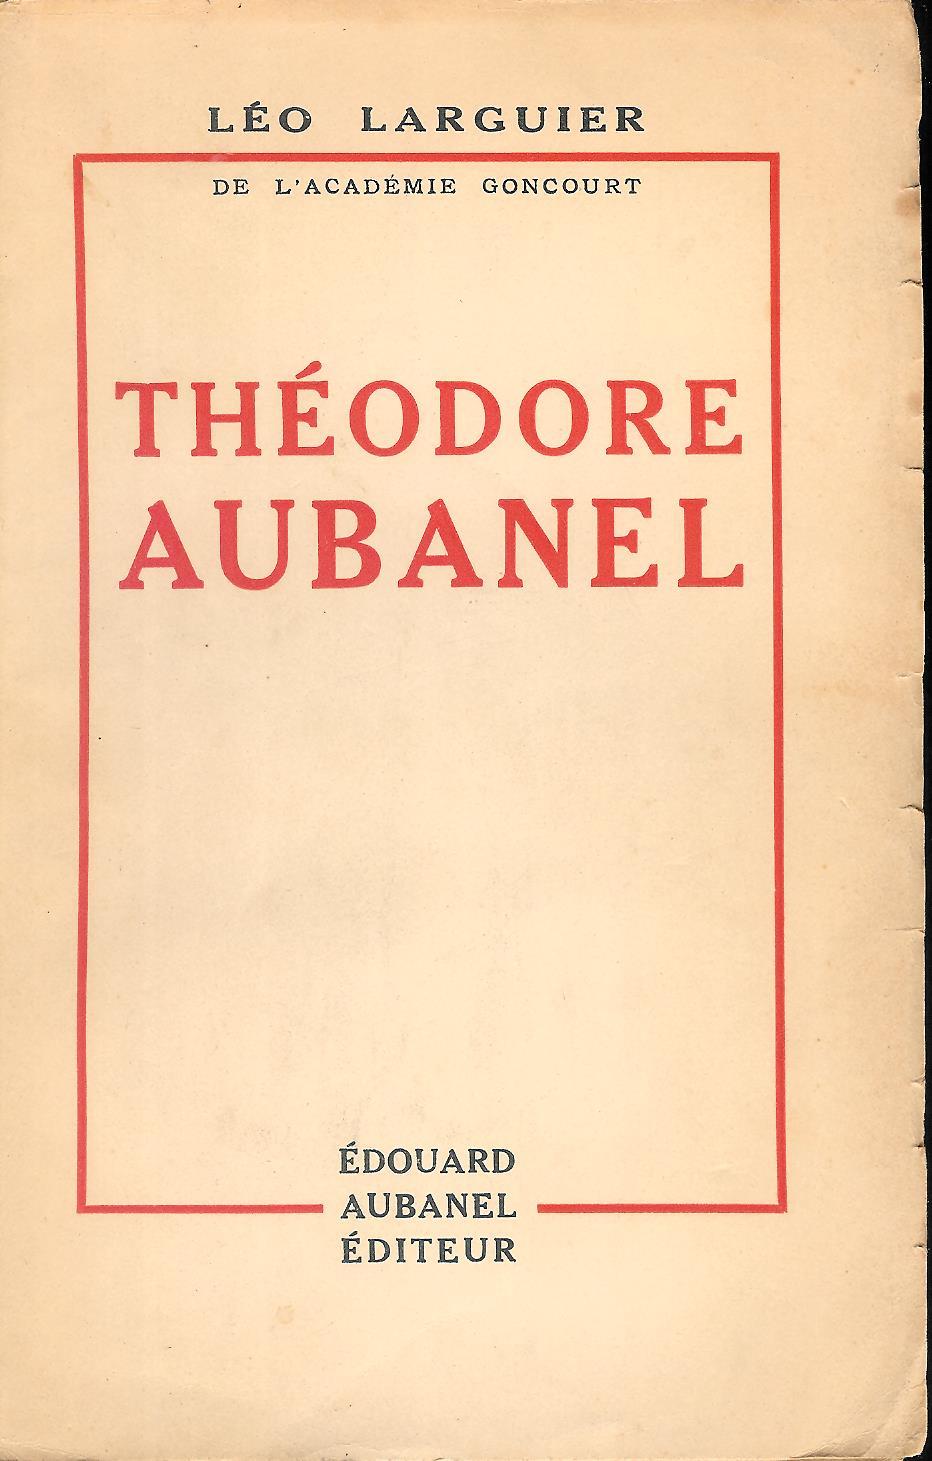 LÉO LARGUIER
DE L'ACADÉMIE GONCOURT
THÉODORE
AUBANEL
ÉDOUARD
AUBANEL
ÉDITEUR